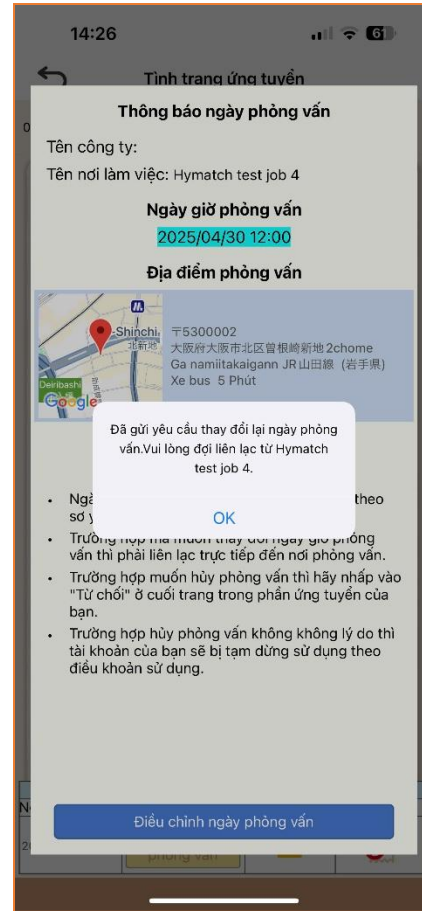 14:26
61
Tình trạng ứng tuyển
Thông báo ngày phỏng vấn
Tên công ty:
Tên nơi làm việc: Hymatch test job 4
Ngày giờ phỏng vấn
2025/04/30 12:00
Địa điểm phỏng vấn
-Shinchi
北新地
Deiribashi
Google
〒5300002
大阪府大阪市北区曽根崎新地2chome
Ga namiitakaigann JR山田線 (岩手県)
Xe bus 5 Phút
Đã gửi yêu cầu thay đổi lại ngày phỏng
vấn.Vui lòng đợi liên lạc từ Hymatch
test job 4.
OK
theo
Trường hợp mà muốn thay đổi ngày giờ phỏng
vấn thì phải liên lạc trực tiếp đến nơi phỏng vấn.
Trường hợp muốn hủy phỏng vấn thì hãy nhấp vào
"Từ chối" ở cuối trang trong phần ứng tuyển của
bạn.
Trường hợp hủy phỏng vấn không không lý do thì
tài khoản của bạn sẽ bị tạm dừng sử dụng theo
điều khoản sử dụng.
Điều chỉnh ngày phỏng vấn
phỏng vấn